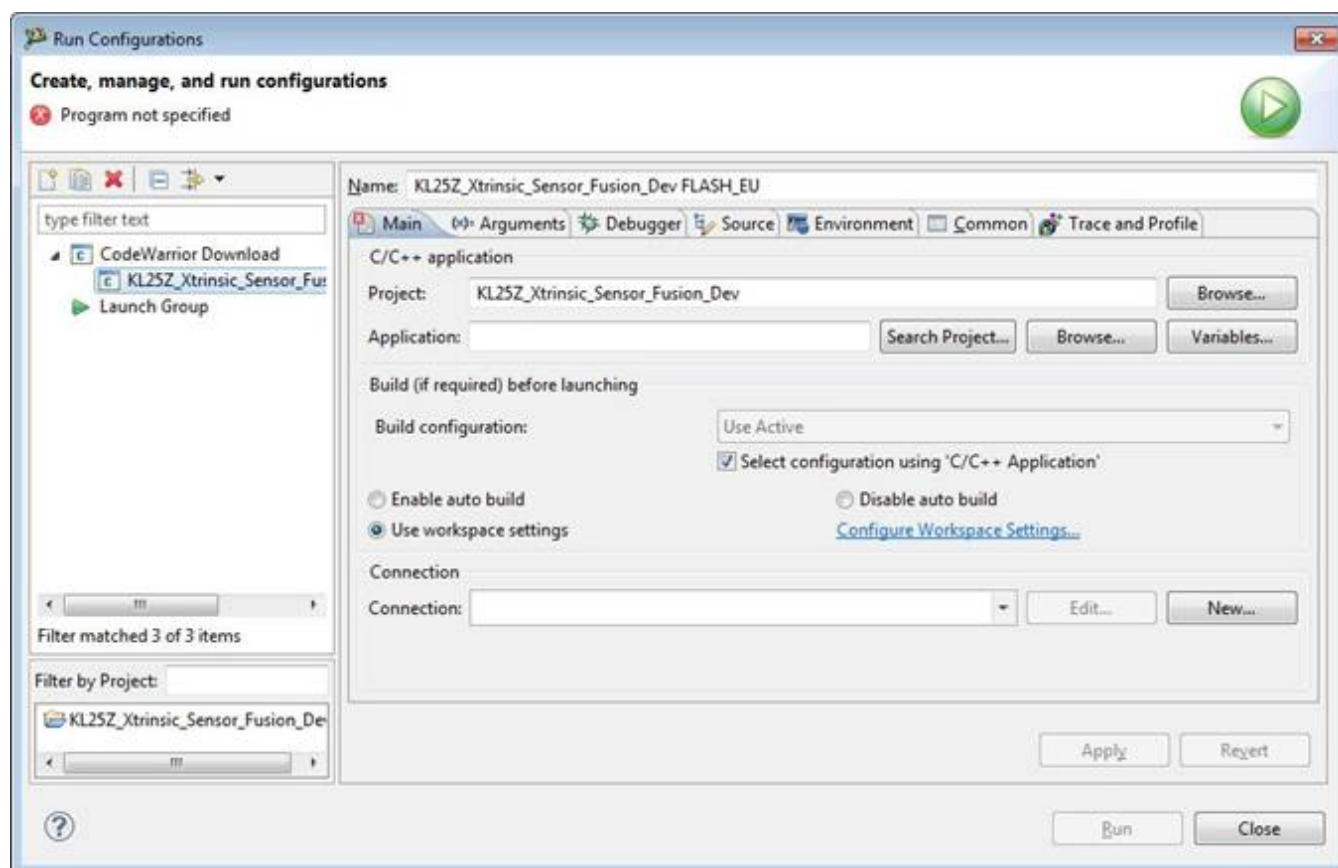 Run Configurations
Create, manage, and run configurations
Program not specified
type filter text
CodeWarrior Download
KL25Z_Xtrinsic_Sensor_Fus
Launch Group
Filter matched 3 of 3 items
Filter by Project:
KL25Z_Xtrinsic_Sensor_Fusion_De
Name: KL25Z_Xtrinsic_Sensor_Fusion_Dev FLASH_EU
Main (x)= Arguments Debugger Source Environment Common Trace and Profile
C/C++ application
Project: KL25Z_Xtrinsic_Sensor_Fusion_Dev Browse...
Application: Search Project... Browse... Variables...
Build (if required) before launching
Build configuration: Use Active
Select configuration using 'C/C++ Application'
Enable auto build Disable auto build
Use workspace settings Configure Workspace Settings...
Connection
Connection: Edit... New...
Apply Revert
Run Close